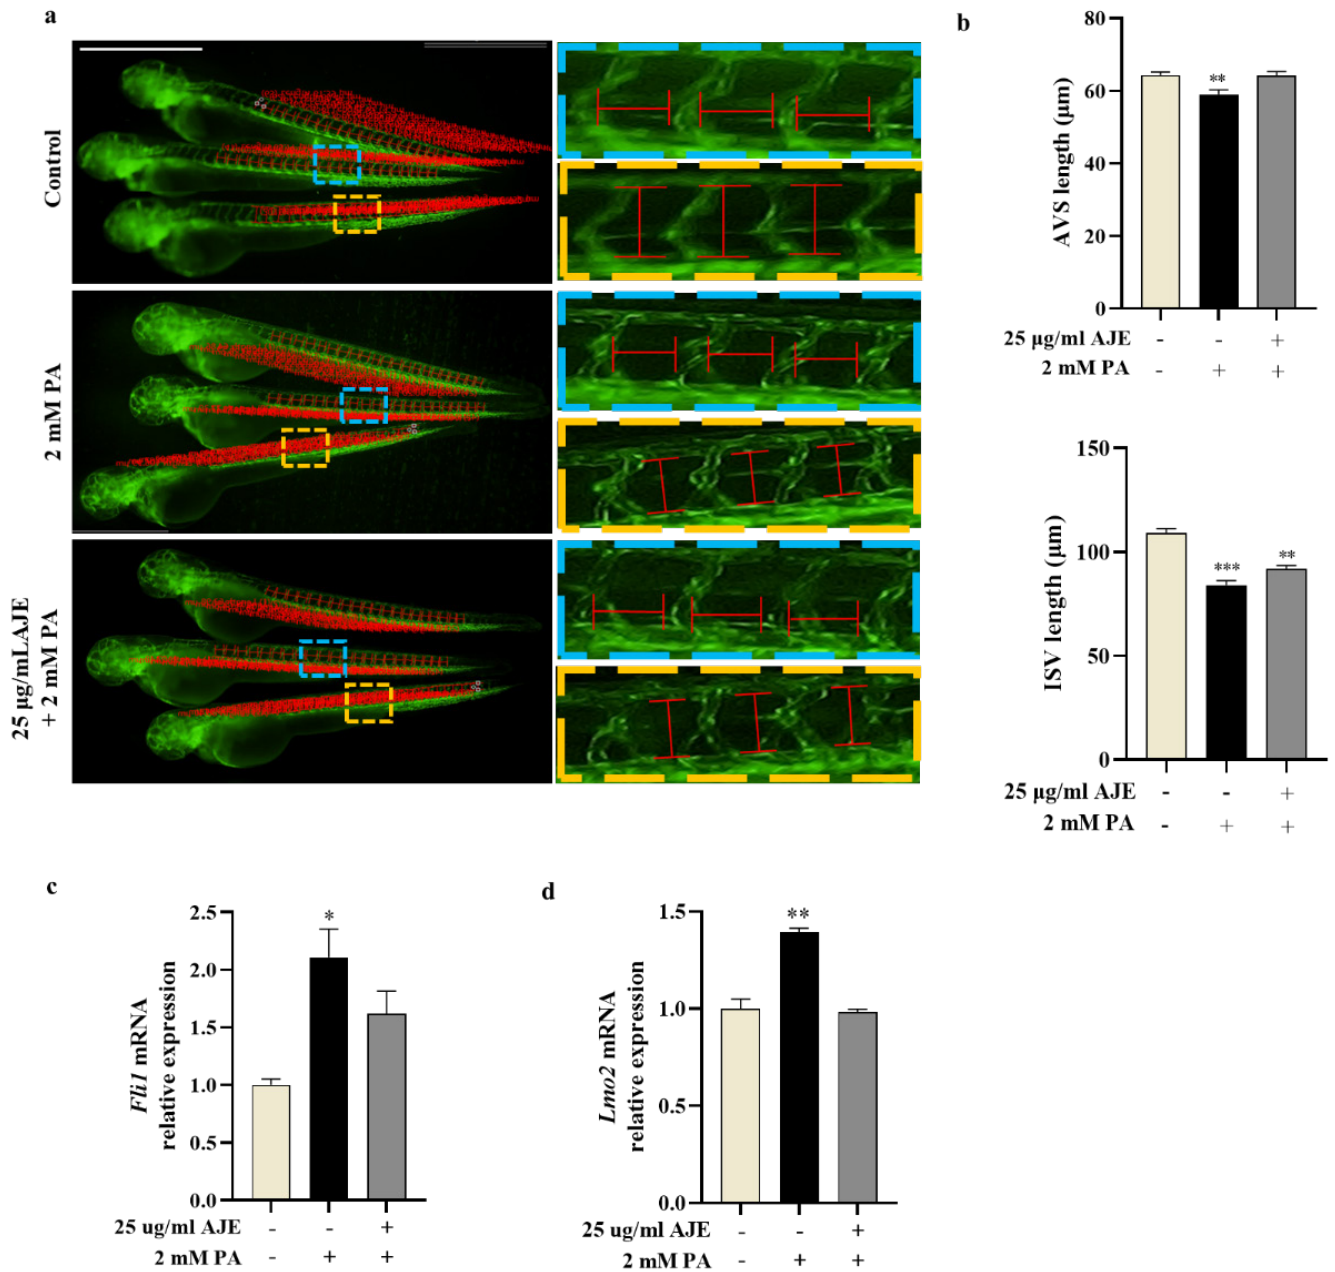 a
Control
2 mM PA
25 µg/mLAJE
+ 2 mM PA
b
AVS length (µm)
80
60
40
20
0
**
25 µg/ml AJE - - +
2 mM PA - + +
ISV length (µm)
150
100
50
0
***
**
25 µg/ml AJE - - +
2 mM PA - + +
c
Fli1 mRNA
relative expression
2.5
2.0
1.5
1.0
0.5
0.0
*
25 ug/ml AJE - - +
2 mM PA - + +
d
Lmo2 mRNA
relative expression
1.5
1.0
0.5
0.0
**
25 ug/ml AJE - - +
2 mM PA - + +